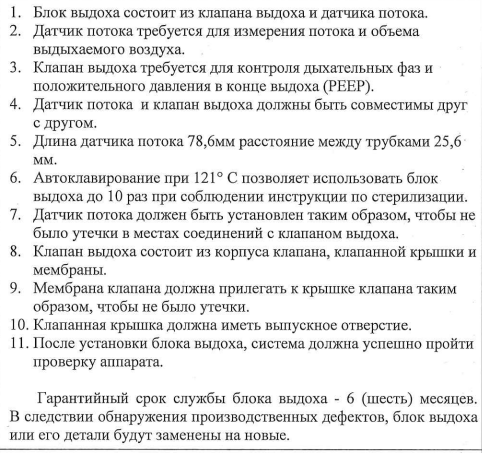 1. Блок выдоха состоит из клапана выдоха и датчика потока.
2. Датчик потока требуется для измерения потока и объема
выдыхаемого воздуха.
3. Клапан выдоха требуется для контроля дыхательных фаз и
положительного давления в конце выдоха (PEEP).
4. Датчик потока и клапан выдоха должны быть совместимы друг
с другом.
5. Длина датчика потока 78,6мм расстояние между трубками 25,6
мм.
6. Автоклавирование при 121° С позволяет использовать блок
выдоха до 10 раз при соблюдении инструкции по стерилизации.
7. Датчик потока должен быть установлен таким образом, чтобы не
было утечки в местах соединений с клапаном выдоха.
8. Клапан выдоха состоит из корпуса клапана, клапанной крышки и
мембраны.
9. Мембрана клапана должна прилегать к крышке клапана таким
образом, чтобы не было утечки.
10. Клапанная крышка должна иметь выпускное отверстие.
11. После установки блока выдоха, система должна успешно пройти
проверку аппарата.
Гарантийный срок службы блока выдоха - 6 (шесть) месяцев.
В следствии обнаружения производственных дефектов, блок выдоха
или его детали будут заменены на новые.